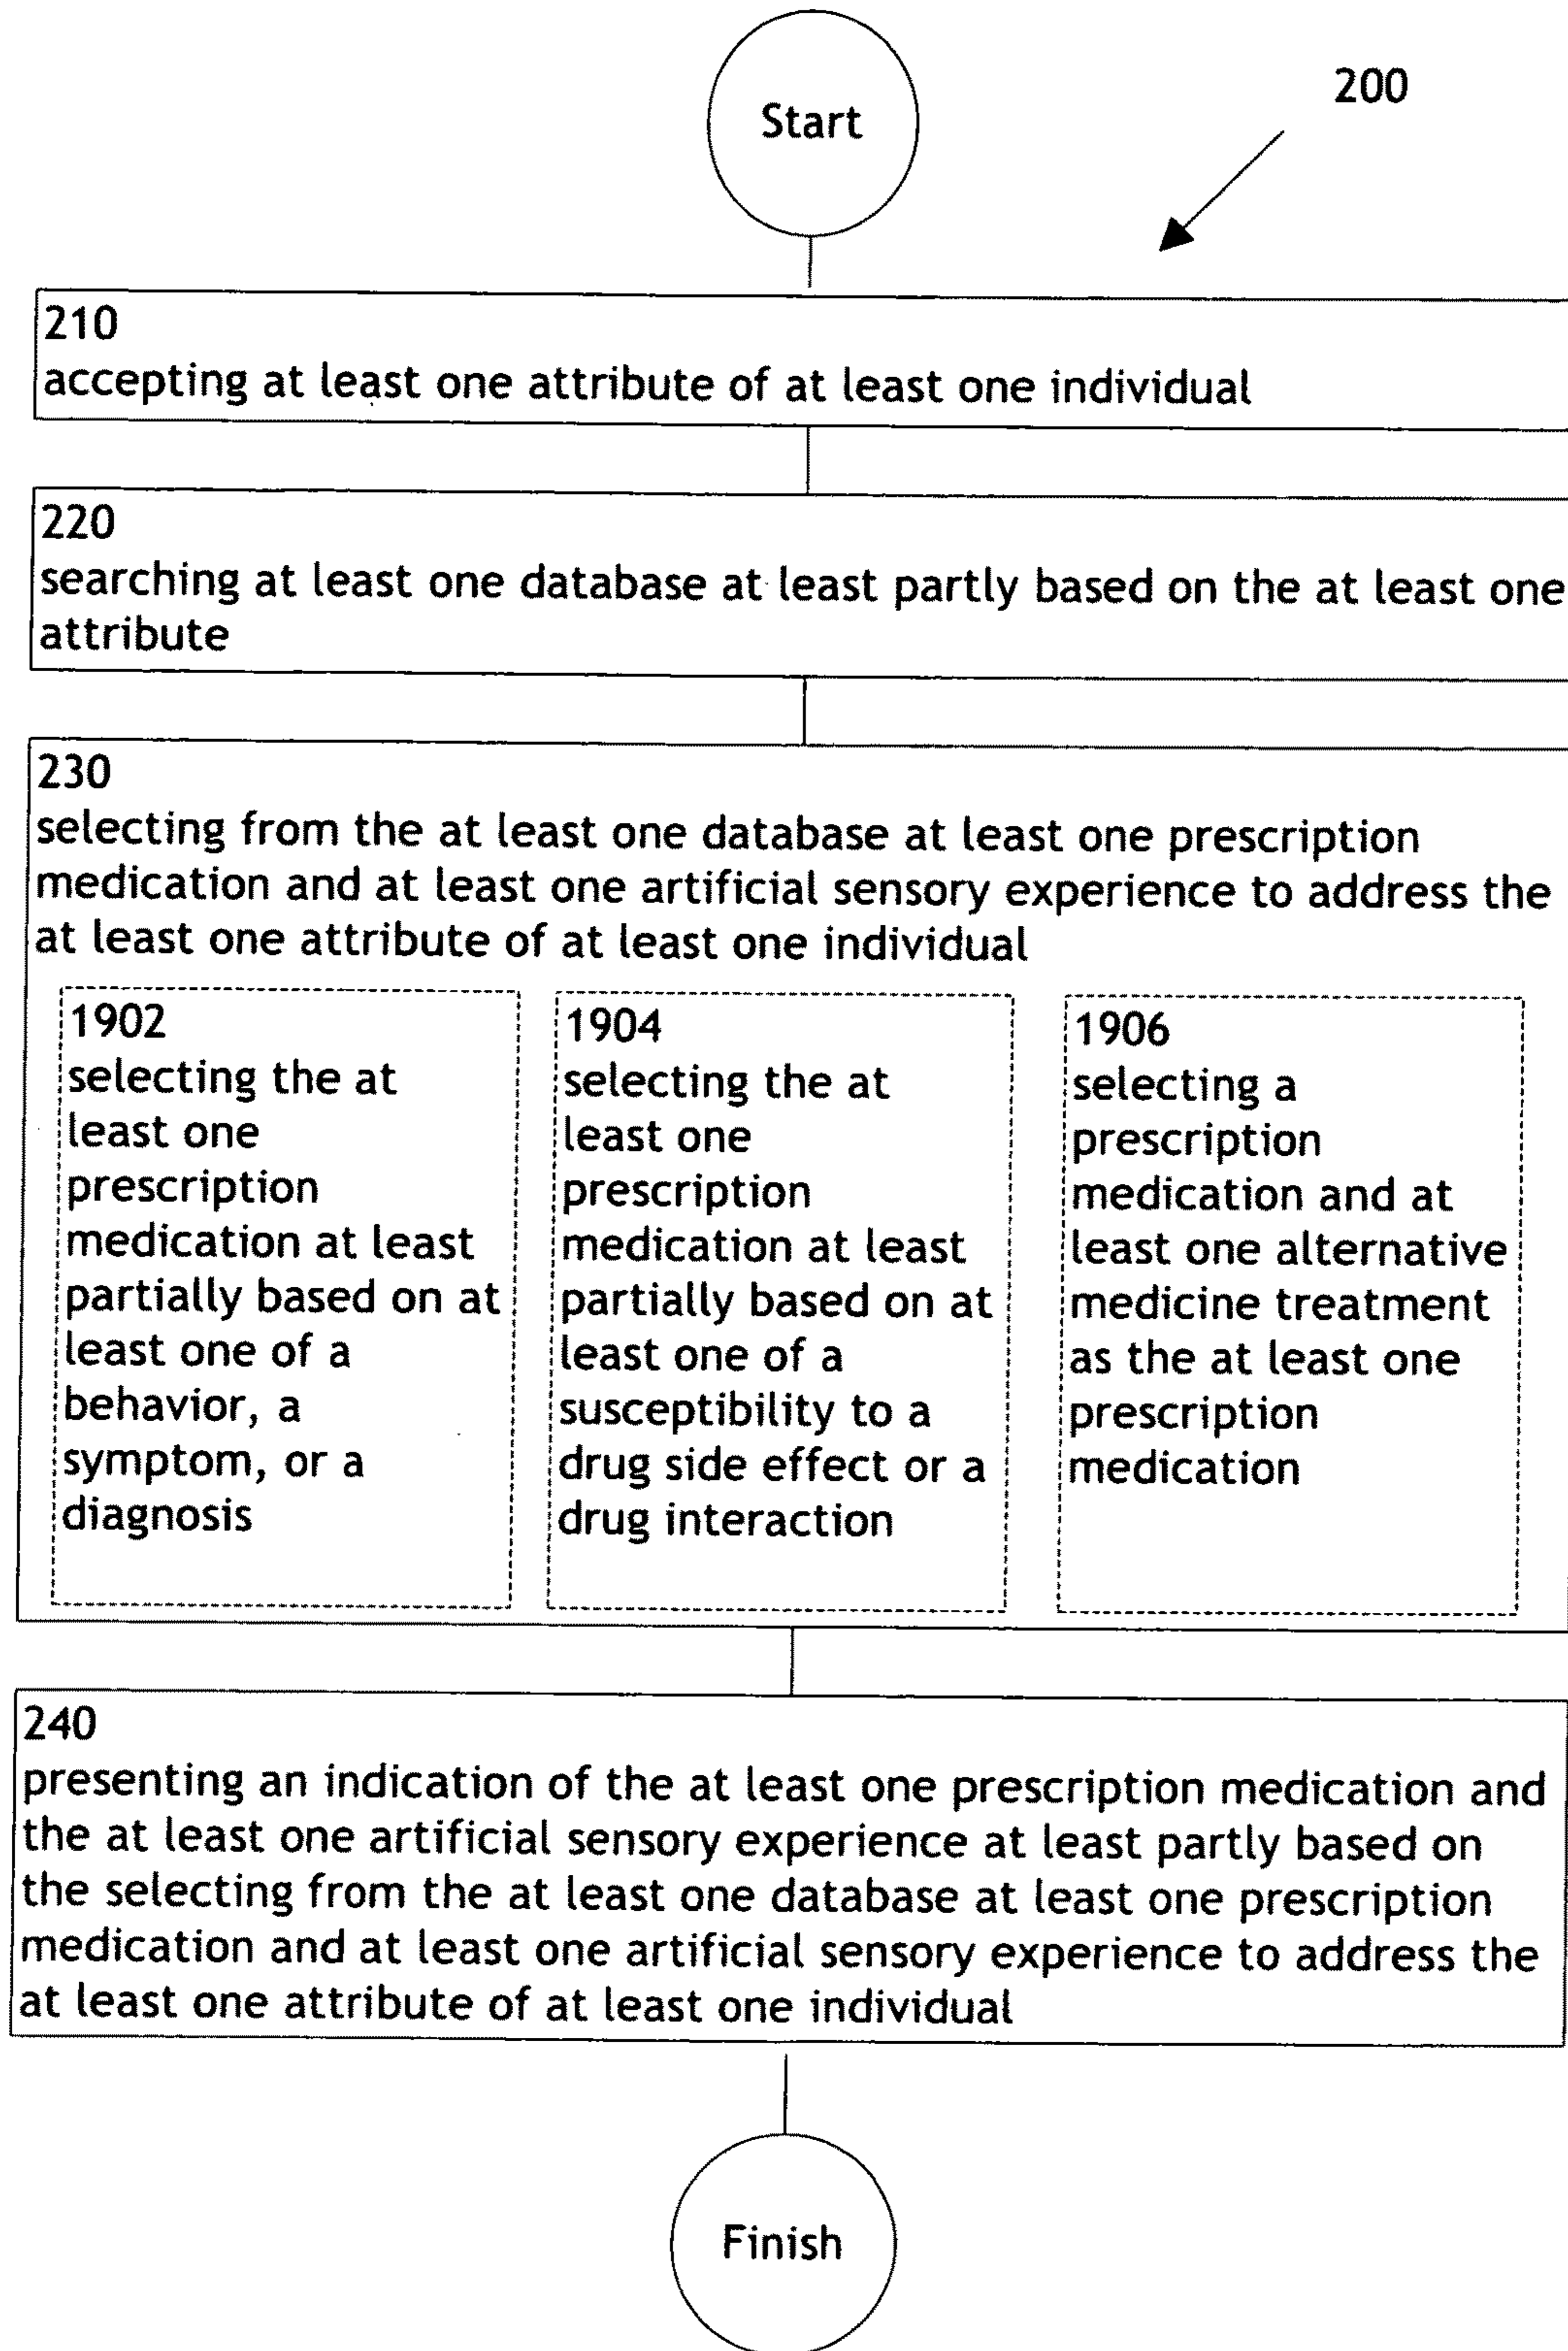 Start
200
210
accepting at least one attribute of at least one individual
220
searching at least one database at least partly based on the at least one
attribute
230
selecting from the at least one database at least one prescription
medication and at least one artificial sensory experience to address the
at least one attribute of at least one individual
1902
selecting the at
least one
prescription
medication at least
partially based on at
least one of a
behavior, a
symptom, or a
diagnosis
1904
selecting the at
least one
prescription
medication at least
partially based on at
least one of a
susceptibility to a
drug side effect or a
drug interaction
1906
selecting a
prescription
medication and at
least one alternative
medicine treatment
as the at least one
prescription
medication
240
presenting an indication of the at least one prescription medication and
the at least one artificial sensory experience at least partly based on
the selecting from the at least one database at least one prescription
medication and at least one artificial sensory experience to address the
at least one attribute of at least one individual
Finish